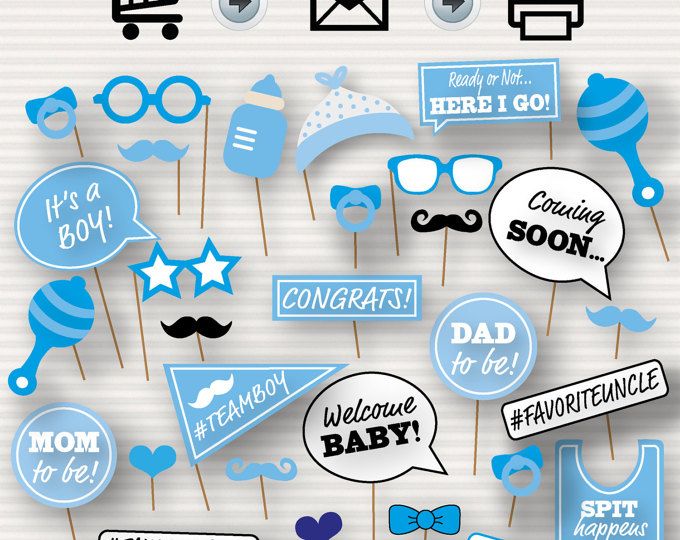 Ready or Not...
HERE I GO!
It's a
BOY!
Coming
SOON...
CONGRATS!
DAD
to be!
#TEAMBOY
Welcome
BABY!
#FAVORITEUNCLE
MOM
to be!
SPIT
happens